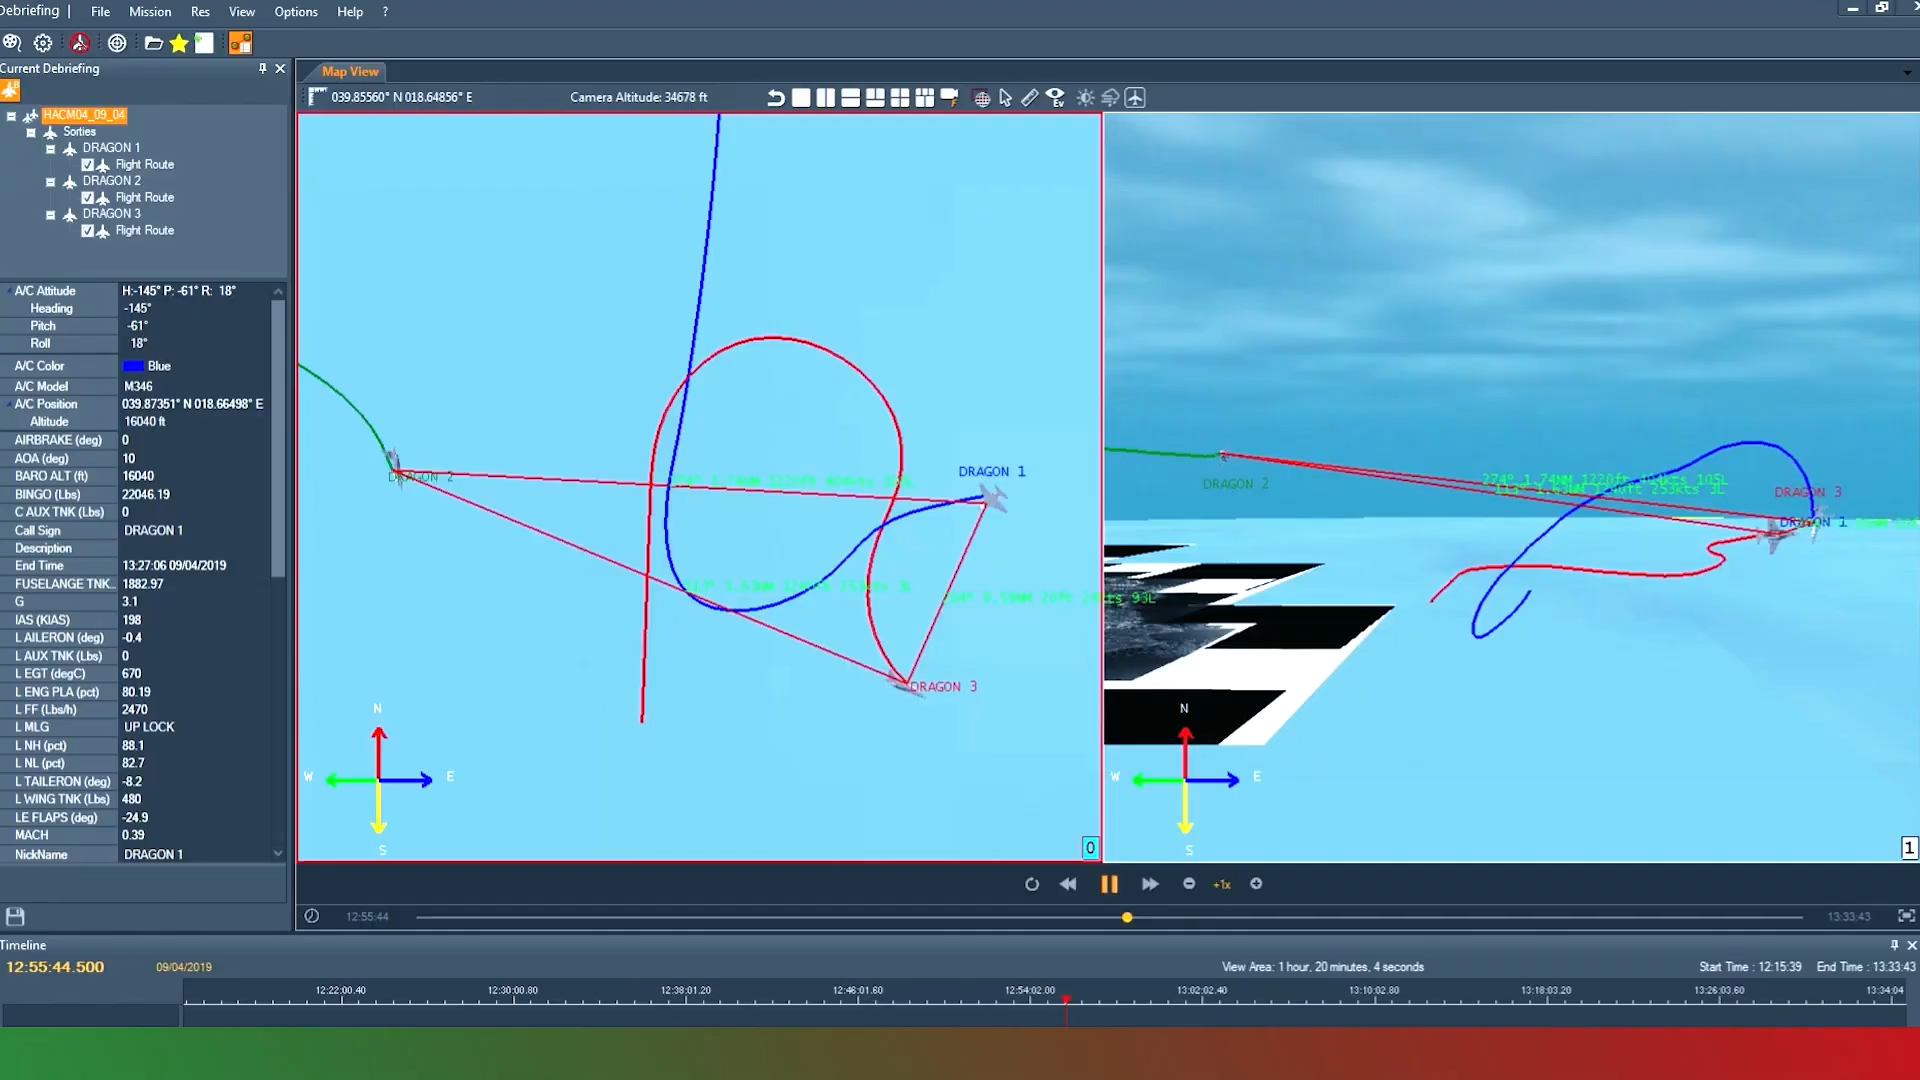 Debriefing | File Mission Res View Options Help ?
Current Debriefing
Map View
039.85560° N 018.64856° E
Camera Altitude: 34678 ft
Ev
HACM04_09_04
Sorties
DRAGON 1
Flight Route
DRAGON 2
Flight Route
DRAGON 3
Flight Route
A/C Attitude H:-145° P: -61° R: 18°
Heading -145°
Pitch -61°
Roll 18°
A/C Color Blue
A/C Model M346
A/C Position 039.87351° N 018.66498° E
Altitude 16040 ft
AIRBRAKE (deg) 0
AOA (deg) 10
BARO ALT (ft) 16040
BINGO (Lbs) 22046.19
C AUX TNK (Lbs) 0
Call Sign DRAGON 1
Description
End Time 13:27:06 09/04/2019
FUSELANGE TNK... 1882.97
G 3.1
IAS (KIAS) 198
L AILERON (deg) -0.4
L AUX TNK (Lbs) 0
L EGT (degC) 670
L ENG PLA (pct) 80.19
L FF (Lbs/h) 2470
L MLG UP LOCK
L NH (pct) 88.1
L NL (pct) 82.7
L TAILERON (deg) -8.2
L WING TNK (Lbs) 480
LE FLAPS (deg) -24.9
MACH 0.39
NickName DRAGON 1
DRAGON 1
DRAGON 2
DRAGON 3
N
W E
S
0
DRAGON 2
274° 1.74NM 1220ft 404kts 105L
DRAGON 3
DRAGON 1
N
W E
S
1
+1x
12:55:44
13:33:43
Timeline
12:55:44.500 09/04/2019
View Area: 1 hour, 20 minutes, 4 seconds
Start Time : 12:15:39 End Time : 13:33:43
12:22:00.40 12:30:00.80 12:38:01.20 12:46:01.60 12:54:02.00 13:02:02.40 13:10:02.80 13:18:03.20 13:26:03.60 13:34:04